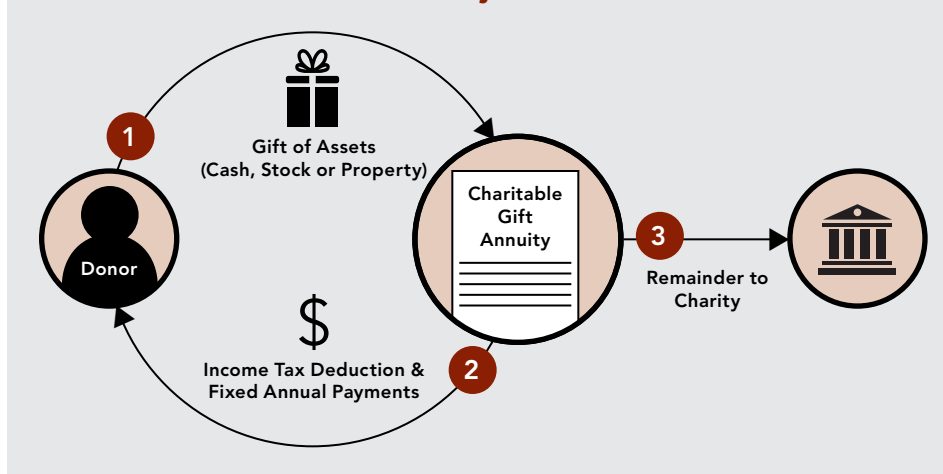 1
Gift of Assets
(Cash, Stock or Property)
Donor
Charitable
Gift
Annuity
3
Remainder to
Charity
$
Income Tax Deduction &
Fixed Annual Payments
2